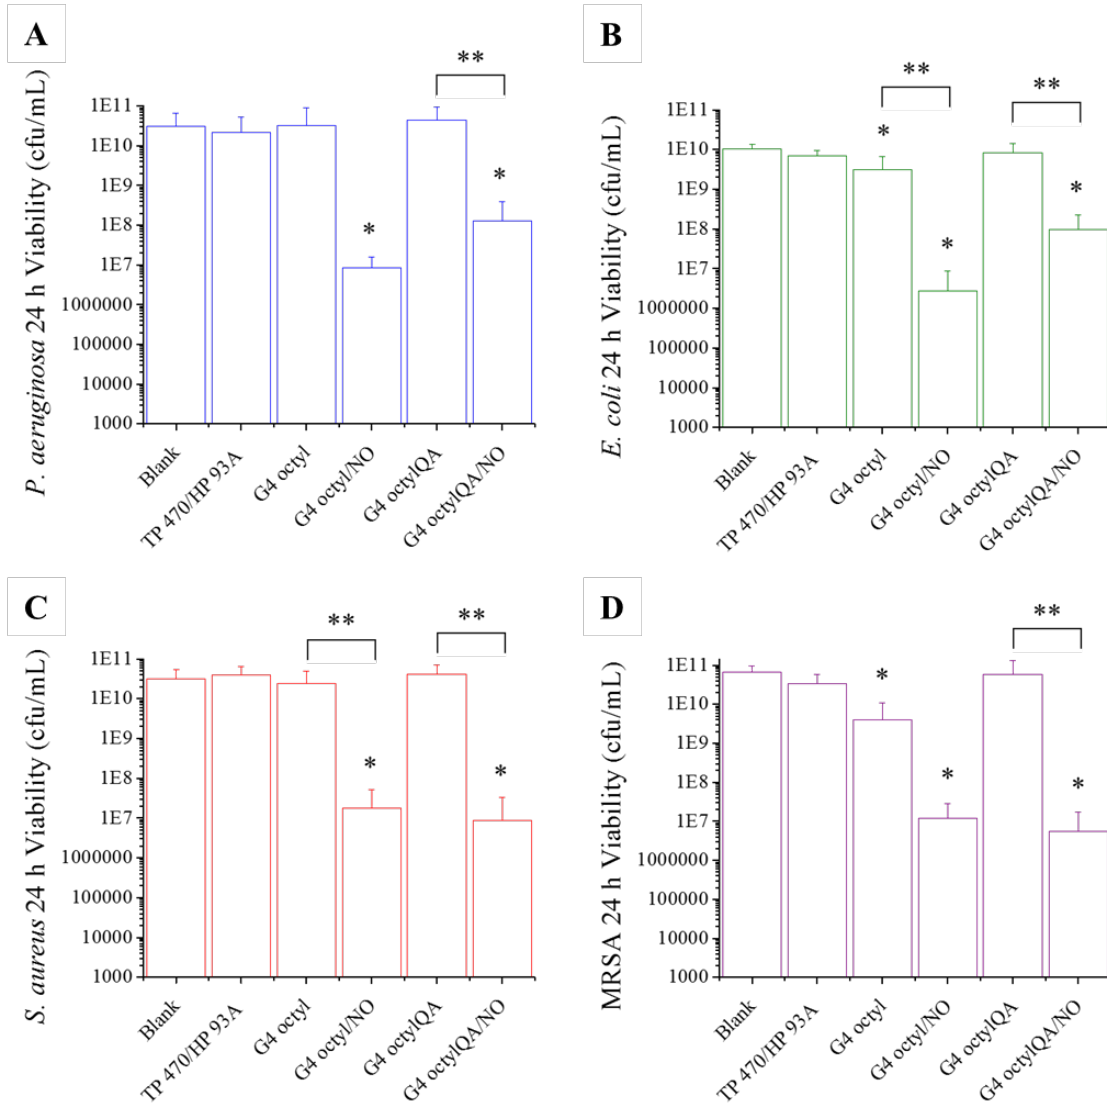 A
P. aeruginosa 24 h Viability (cfu/mL)
**
1E11
1E10
1E9
1E8
1E7
1000000
100000
10000
1000
*
*
Blank
TP 470/HP 93A
G4 octyl
G4 octyl/NO
G4 octylQA
G4 octylQA/NO
B
E. coli 24 h Viability (cfu/mL)
**
**
1E11
1E10
1E9
1E8
1E7
1000000
100000
10000
1000
*
*
*
Blank
TP 470/HP 93A
G4 octyl
G4 octyl/NO
G4 octylQA
G4 octylQA/NO
C
S. aureus 24 h Viability (cfu/mL)
**
**
1E11
1E10
1E9
1E8
1E7
1000000
100000
10000
1000
*
*
Blank
TP 470/HP 93A
G4 octyl
G4 octyl/NO
G4 octylQA
G4 octylQA/NO
D
MRSA 24 h Viability (cfu/mL)
**
1E11
1E10
1E9
1E8
1E7
1000000
100000
10000
1000
*
*
*
Blank
TP 470/HP 93A
G4 octyl
G4 octyl/NO
G4 octylQA
G4 octylQA/NO